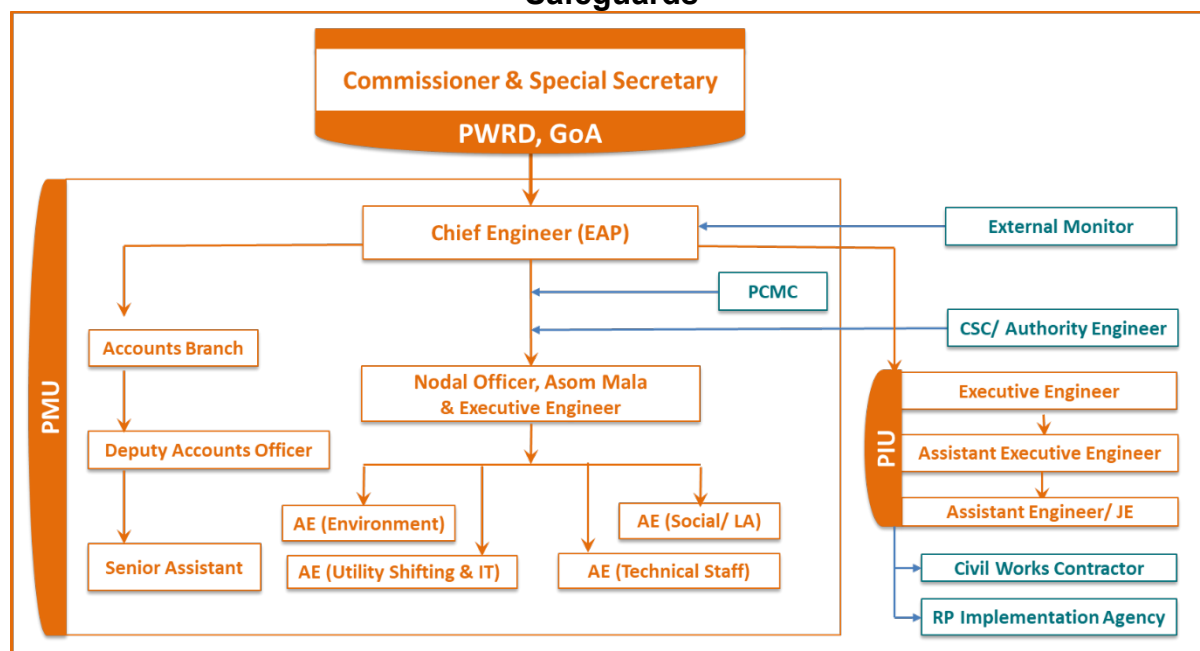 Safeguards
Commissioner & Special Secretary
PWRD, GoA
PMU
Chief Engineer (EAP)
External Monitor
PCMC
CSC/ Authority Engineer
Accounts Branch
Nodal Officer, Asom Mala
& Executive Engineer
Deputy Accounts Officer
Senior Assistant
AE (Environment)
AE (Social/ LA)
AE (Utility Shifting & IT)
AE (Technical Staff)
PIU
Executive Engineer
Assistant Executive Engineer
Assistant Engineer/ JE
Civil Works Contractor
RP Implementation Agency